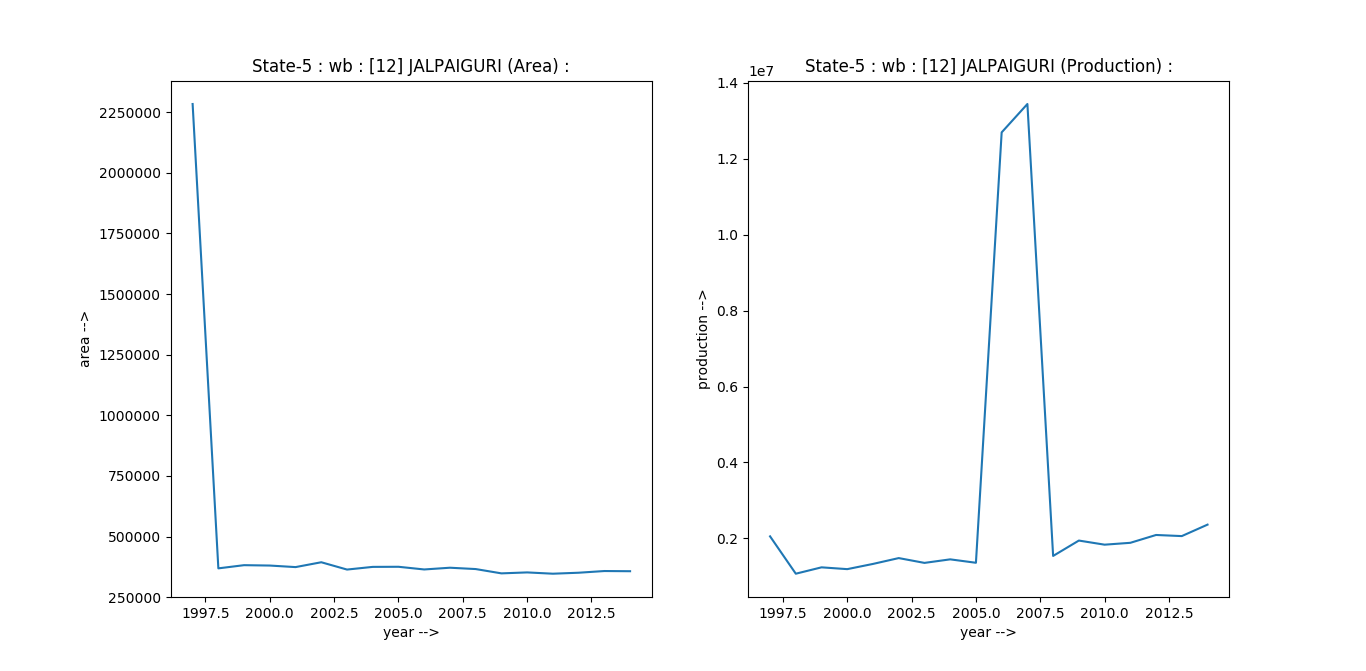 State-5 : wb : [12] JALPAIGURI (Area) :
2250000
2000000
1750000
1500000
1250000
1000000
750000
500000
250000
area -->
1997.5 2000.0 2002.5 2005.0 2007.5 2010.0 2012.5
year -->
State-5 : wb : [12] JALPAIGURI (Production) :
1e7
1.4
1.2
1.0
0.8
0.6
0.4
0.2
production -->
1997.5 2000.0 2002.5 2005.0 2007.5 2010.0 2012.5
year -->